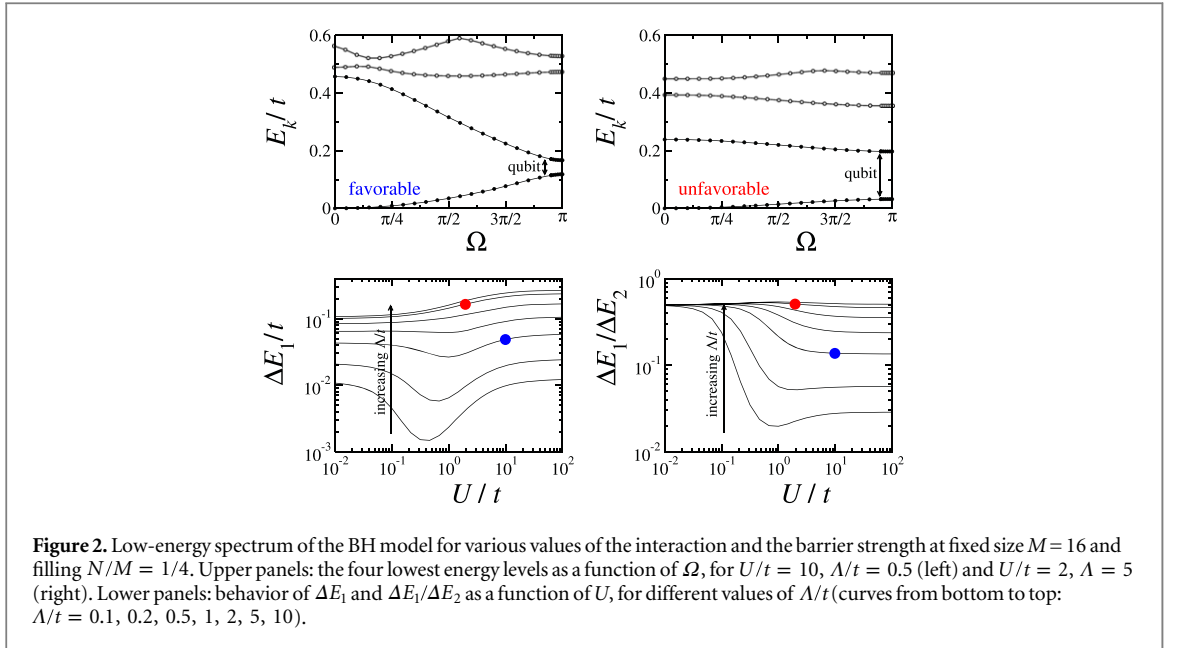 0.6
0.4
0.2
0
E_k / t
qubit
favorable
0
π/4
π/2
3π/2
π
Ω
0.6
0.4
0.2
0
E_k / t
qubit
unfavorable
0
π/4
π/2
3π/2
π
Ω
10^-1
10^-2
10^-3
ΔE_1 / t
increasing Λ/t
10^-2
10^-1
10^0
10^1
10^2
U / t
10^0
10^-1
10^-2
ΔE_1/ΔE_2
increasing Λ/t
10^-2
10^-1
10^0
10^1
10^2
U / t
Figure 2. Low-energy spectrum of the BH model for various values of the interaction and the barrier strength at fixed size M = 16 and
filling N/M = 1/4. Upper panels: the four lowest energy levels as a function of Ω, for U/t = 10, Λ/t = 0.5 (left) and U/t = 2, Λ = 5
(right). Lower panels: behavior of ΔE_1 and ΔE_1/ΔE_2 as a function of U, for different values of Λ/t (curves from bottom to top:
Λ/t = 0.1, 0.2, 0.5, 1, 2, 5, 10).